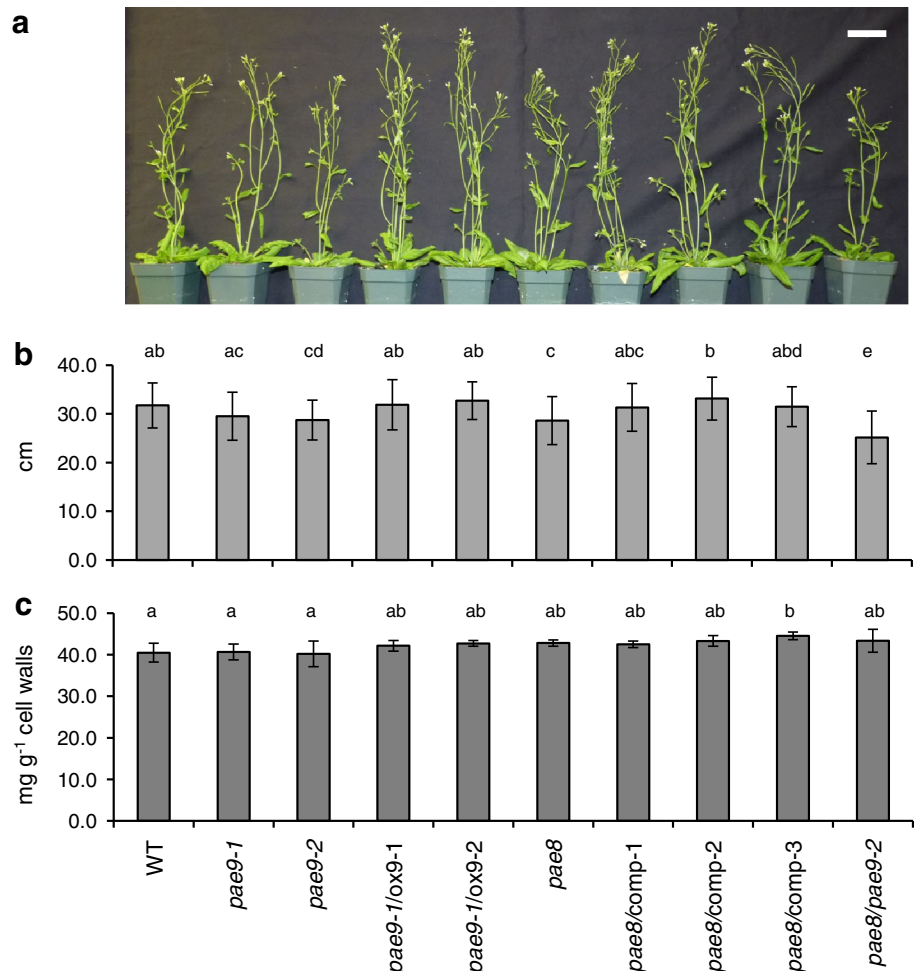 a
b
ab ac cd ab ab c abc b abd e
40.0
30.0
20.0
10.0
0.0
cm
c
a a a ab ab ab ab ab b ab
50.0
40.0
30.0
20.0
10.0
0.0
mg g⁻¹ cell walls
WT
pae9-1
pae9-2
pae9-1/ox9-1
pae9-1/ox9-2
pae8
pae8/comp-1
pae8/comp-2
pae8/comp-3
pae8/pae9-2